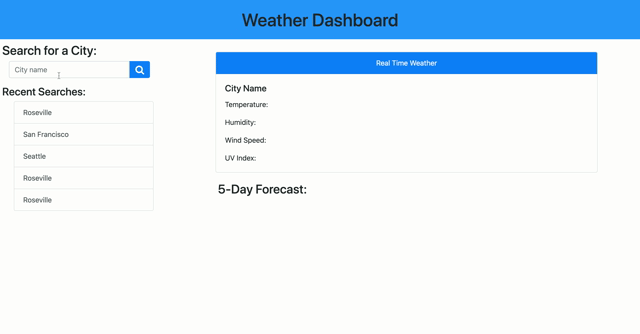 Weather Dashboard
Search for a City:
City name
Recent Searches:
Roseville
San Francisco
Seattle
Roseville
Roseville
Real Time Weather
City Name
Temperature:
Humidity:
Wind Speed:
UV Index:
5-Day Forecast: